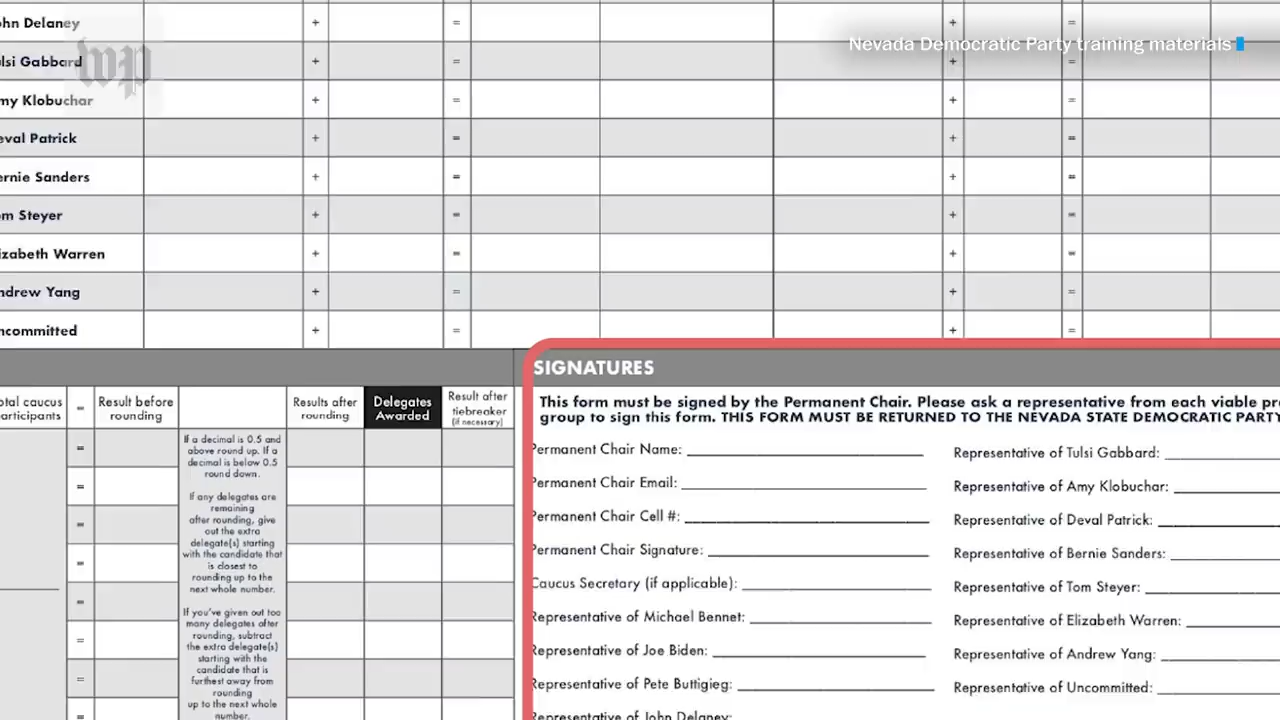 ohn Delaney + = + =
Nevada Democratic Party training materials
wp
ulsi Gabbard + = + =
my Klobuchar + = + =
eval Patrick + = + =
ernie Sanders + = + =
om Steyer + = + =
izabeth Warren + = + =
ndrew Yang + = + =
ncommitted + = + =
otal caucus
articipants
=
Result before
rounding
Results after
rounding
Delegates
Awarded
Result after
tiebreaker
(if necessary)
=
=
=
=
=
=
=
=
If a decimal is 0.5 and
above round up. If a
decimal is below 0.5
round down.
If any delegates are
remaining
after rounding, give
out the extra
delegate(s) starting
with the candidate that
is closest to
rounding up to the
next whole number.
If you've given out too
many delegates after
rounding, subtract
the extra delegate(s)
starting with the
candidate that is
furthest away from
rounding
up to the next whole
number.
SIGNATURES
This form must be signed by the Permanent Chair. Please ask a representative from each viable pr
group to sign this form. THIS FORM MUST BE RETURNED TO THE NEVADA STATE DEMOCRATIC PARTY
Permanent Chair Name:
Permanent Chair Email:
Permanent Chair Cell #:
Permanent Chair Signature:
Caucus Secretary (if applicable):
Representative of Michael Bennet:
Representative of Joe Biden:
Representative of Pete Buttigieg:
Representative of John Delaney:
Representative of Tulsi Gabbard:
Representative of Amy Klobuchar:
Representative of Deval Patrick:
Representative of Bernie Sanders:
Representative of Tom Steyer:
Representative of Elizabeth Warren:
Representative of Andrew Yang:
Representative of Uncommitted: